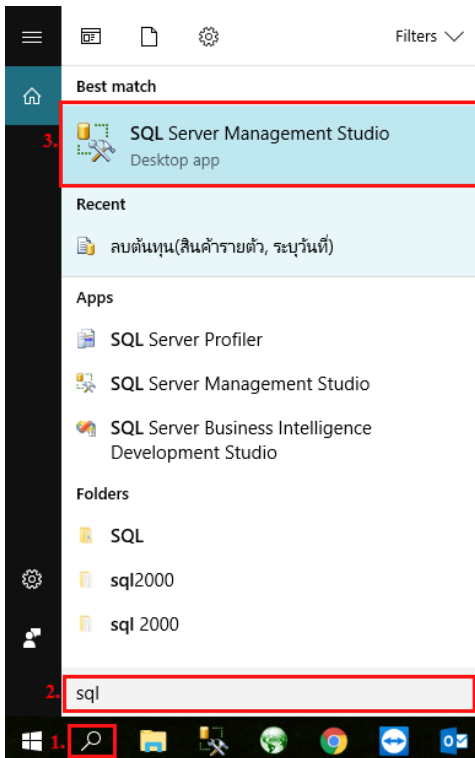 Filters
Best match
3.
SQL Server Management Studio
Desktop app
Recent
ลบต้นทุน(สินค้ารายตัว, ระบุวันที่)
Apps
SQL Server Profiler
SQL Server Management Studio
SQL Server Business Intelligence
Development Studio
Folders
SQL
sql2000
sql 2000
2.
sql
1.